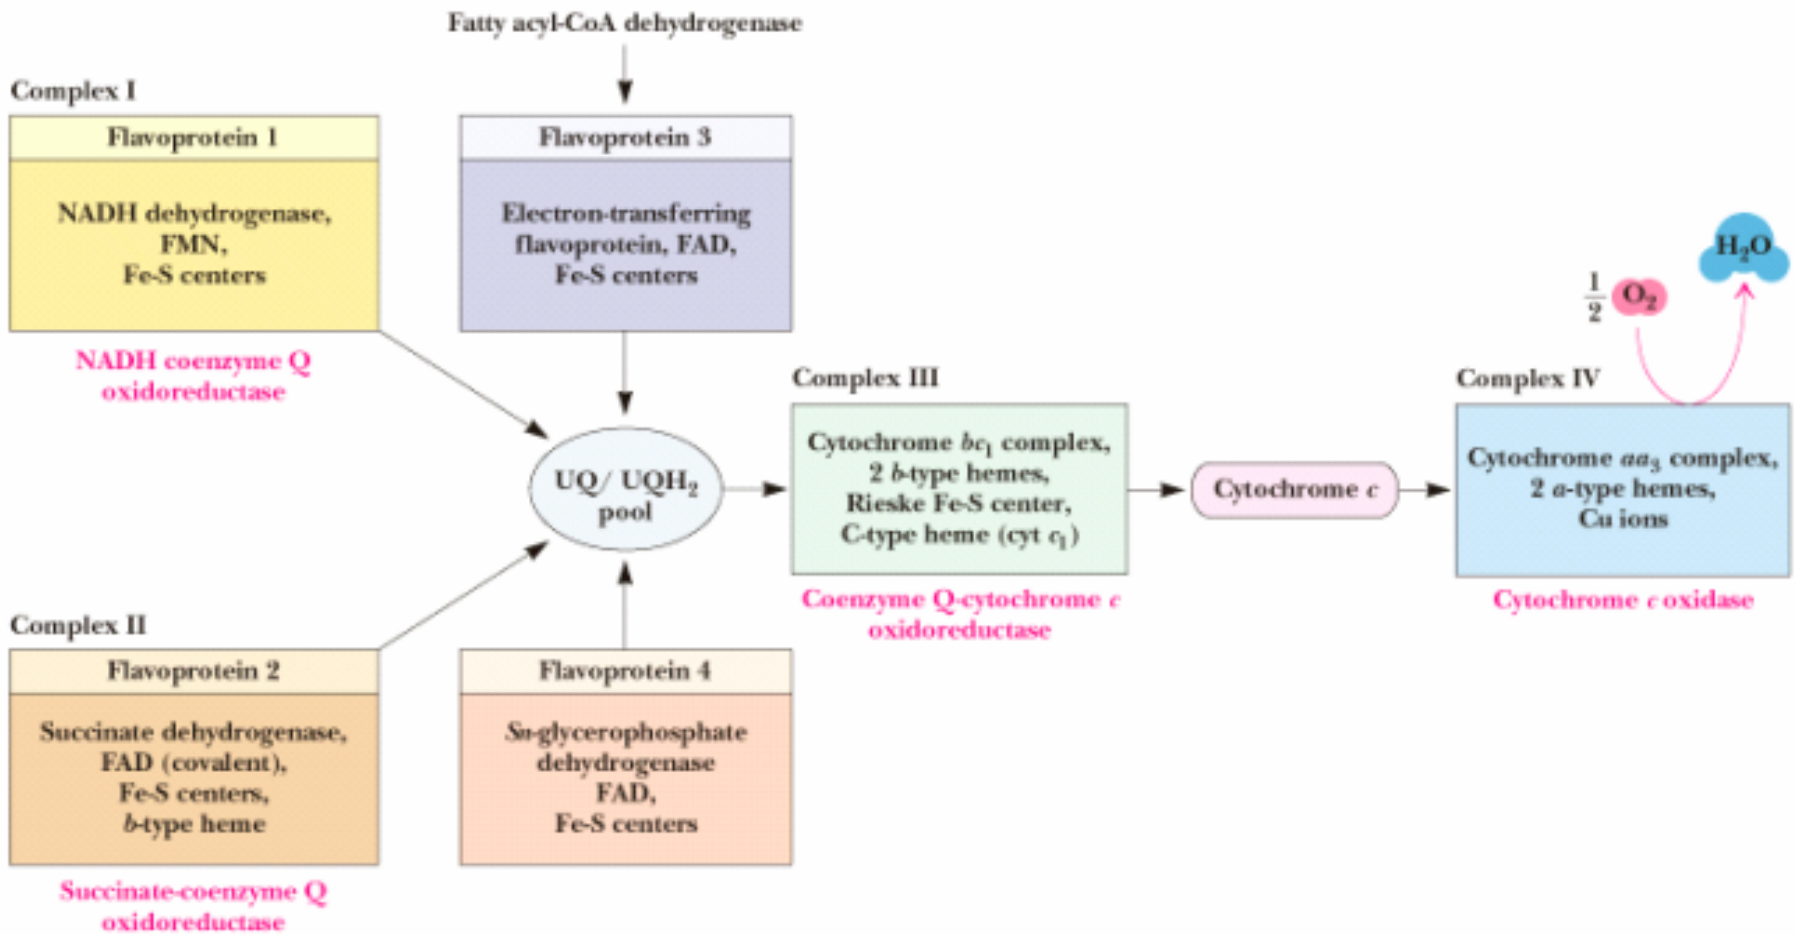 Fatty acyl-CoA dehydrogenase
Complex I
Flavoprotein 1
NADH dehydrogenase,
FMN,
Fe-S centers
NADH coenzyme Q
oxidoreductase
Flavoprotein 3
Electron-transferring
flavoprotein, FAD,
Fe-S centers
UQ/ UQH₂
pool
Complex II
Flavoprotein 2
Succinate dehydrogenase,
FAD (covalent),
Fe-S centers,
b-type heme
Succinate-coenzyme Q
oxidoreductase
Flavoprotein 4
Sn-glycerophosphate
dehydrogenase
FAD,
Fe-S centers
Complex III
Cytochrome bc₁ complex,
2 b-type hemes,
Rieske Fe-S center,
C-type heme (cyt c₁)
Coenzyme Q-cytochrome c
oxidoreductase
Cytochrome c
1/2 O₂
H₂O
Complex IV
Cytochrome aa₃ complex,
2 a-type hemes,
Cu ions
Cytochrome c oxidase